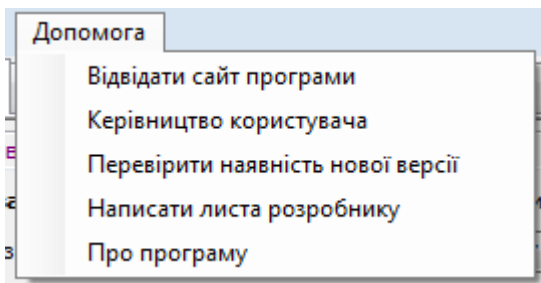 Допомога
Відвідати сайт програми
Керівництво користувача
Перевірити наявність нової версії
Написати листа розробнику
Про програму